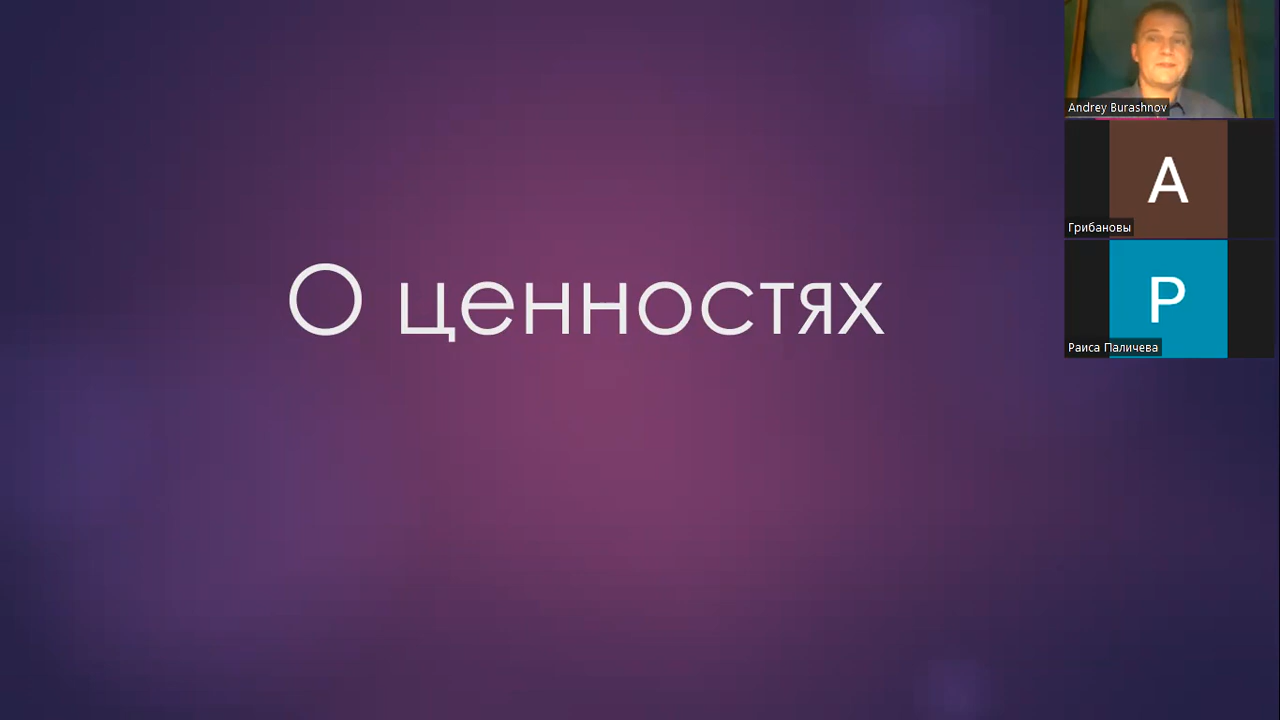 О ценностях
Andrey Burashnov
А
Грибановы
Р
Раиса Паличева